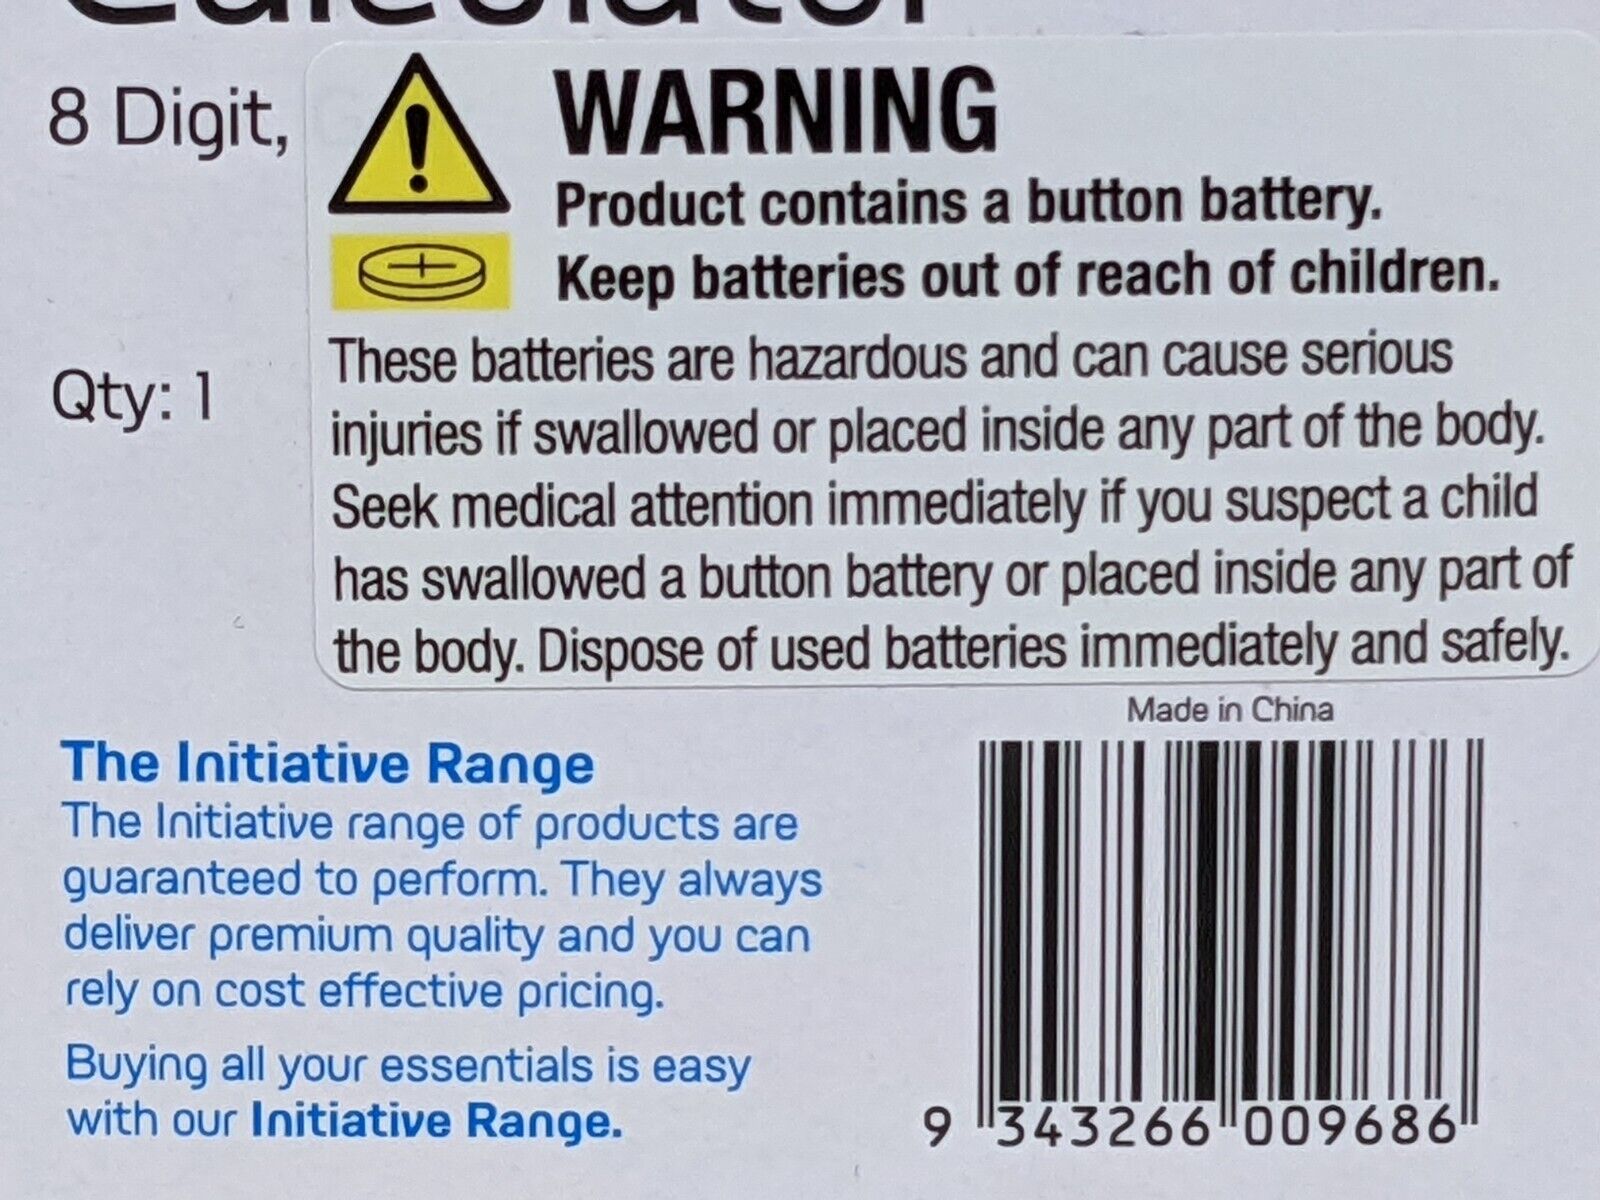 Calculator
8 Digit,
WARNING
Product contains a button battery.
Keep batteries out of reach of children.
Qty: 1
These batteries are hazardous and can cause serious
injuries if swallowed or placed inside any part of the body.
Seek medical attention immediately if you suspect a child
has swallowed a button battery or placed inside any part of
the body. Dispose of used batteries immediately and safely.
Made in China
The Initiative Range
The Initiative range of products are
guaranteed to perform. They always
deliver premium quality and you can
rely on cost effective pricing.
Buying all your essentials is easy
with our Initiative Range.
9 343266 009686